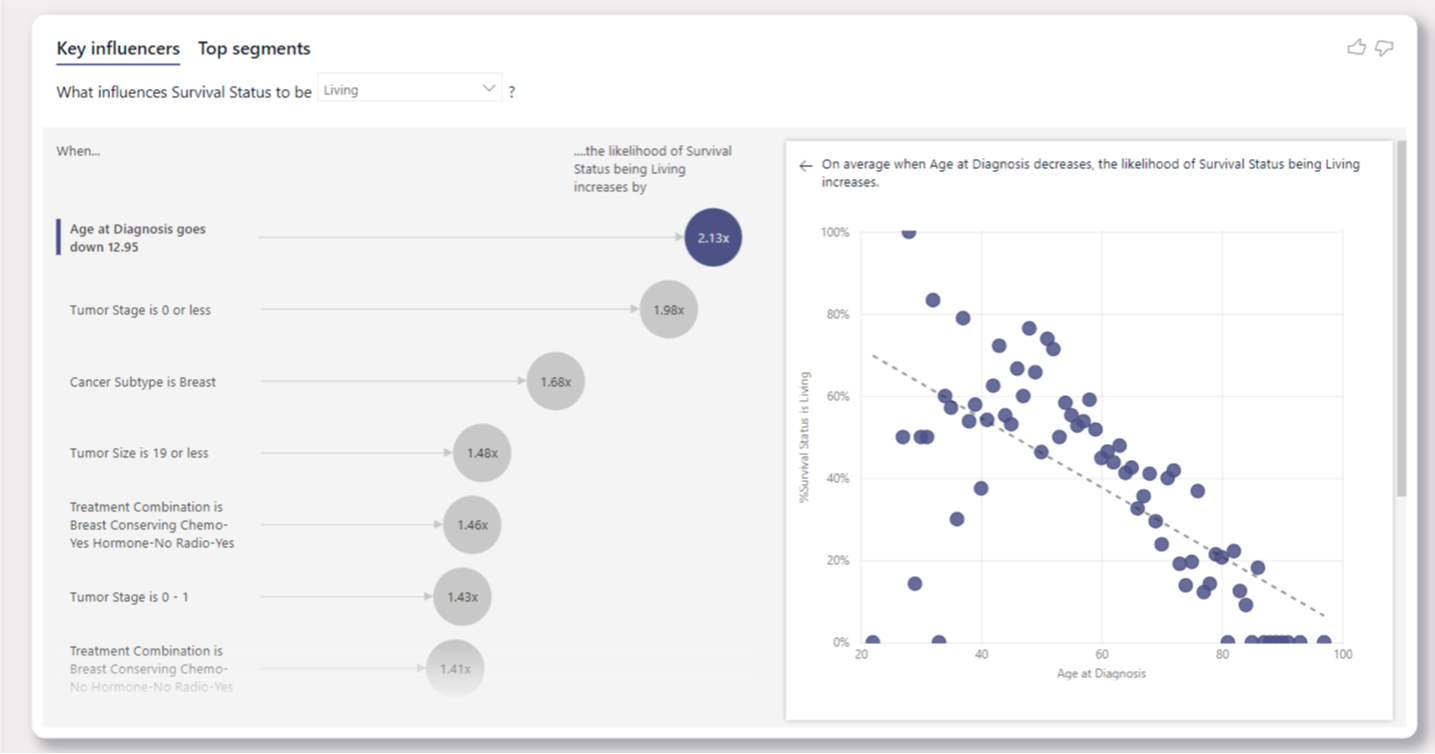 Key influencers Top segments
What influences Survival Status to be Living ?
When...
....the likelihood of Survival
Status being Living
increases by
Age at Diagnosis goes
down 12.95
2.13x
Tumor Stage is 0 or less
1.98x
Cancer Subtype is Breast
1.68x
Tumor Size is 19 or less
1.48x
Treatment Combination is
Breast Conserving Chemo-
Yes Hormone-No Radio-Yes
1.46x
Tumor Stage is 0 - 1
1.43x
Treatment Combination is
Breast Conserving Chemo-
No Hormone-No Radio-Yes
1.41x
On average when Age at Diagnosis decreases, the likelihood of Survival Status being Living
increases.
100%
80%
60%
40%
20%
0%
%Survival Status is Living
20 40 60 80 100
Age at Diagnosis